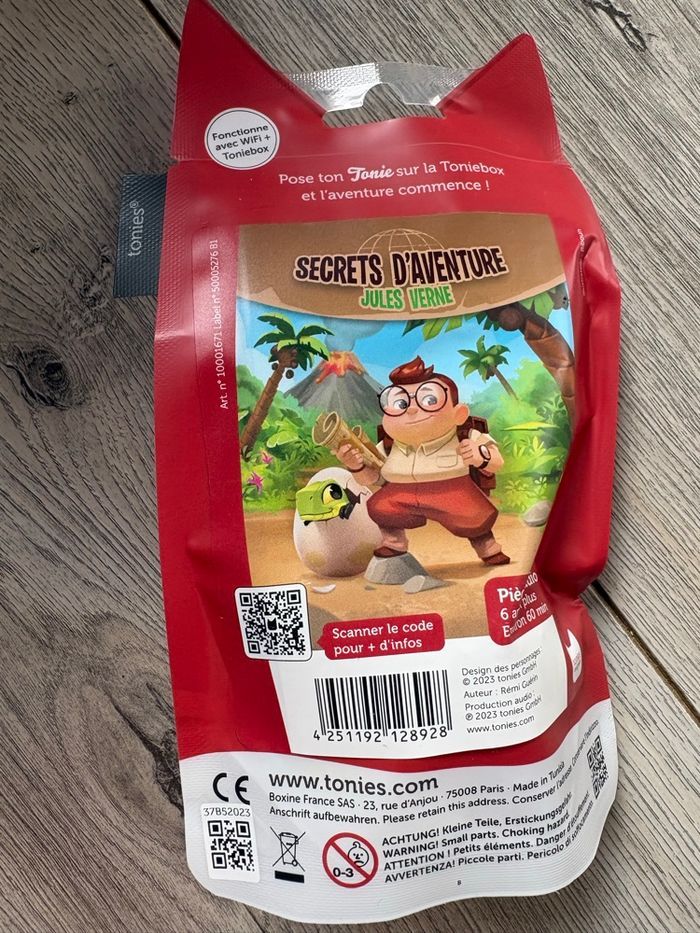 Fonctionne
avec WiFi +
Toniebox
Pose ton Tonie sur la Toniebox
et l'aventure commence !
tonies®
Art. n° 10001671 Label n° 50005276 B1
SECRETS D'AVENTURE
JULES VERNE
6
plus
60 min
Scanner le code
pour + d'infos
Design des personnages :
© 2023 tonies GmbH
Auteur : Rémi Guérin
Production audio :
℗ 2023 tonies GmbH
www.tonies.com
4 251192 128928
CE
www.tonies.com
Boxine France SAS · 23, rue d'Anjou · 75008 Paris · Made in Tunisia
Anschrift aufbewahren. Please retain this address. Conserver l'adresse.
37B52023
0-3
ACHTUNG! Kleine Teile, Erstickungsgefahr.
WARNING! Small parts. Choking hazard.
ATTENTION ! Petits éléments. Danger d'étouffement.
AVVERTENZA! Piccole parti. Pericolo di soffocamento.
B